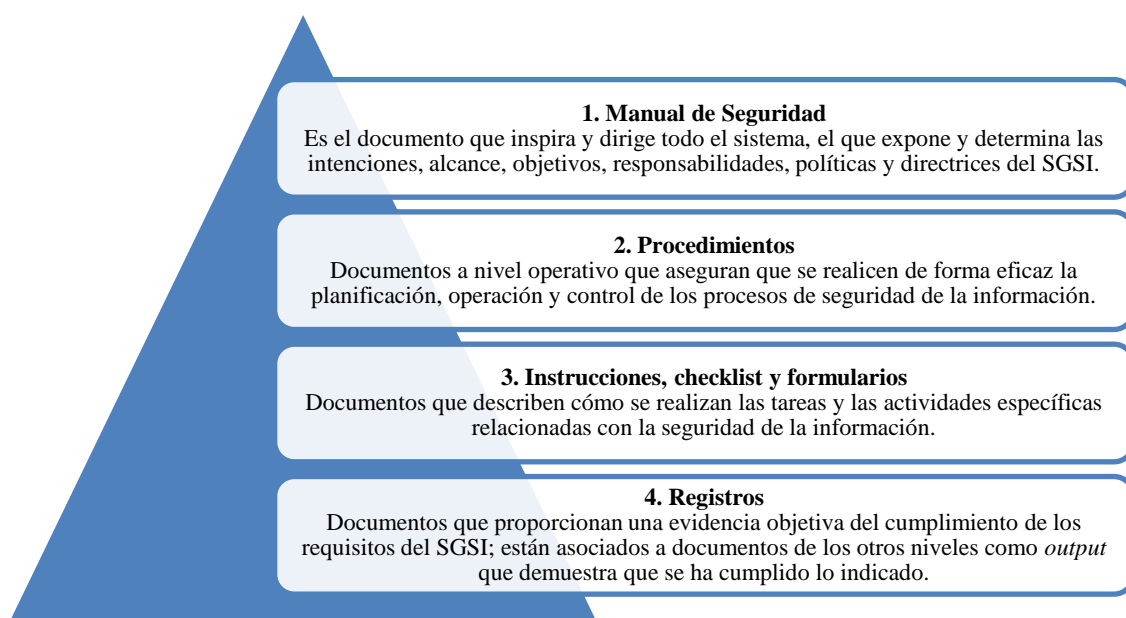 1. Manual de Seguridad
Es el documento que inspira y dirige todo el sistema, el que expone y determina las
intenciones, alcance, objetivos, responsabilidades, políticas y directrices del SGSI.
2. Procedimientos
Documentos a nivel operativo que aseguran que se realicen de forma eficaz la
planificación, operación y control de los procesos de seguridad de la información.
3. Instrucciones, checklist y formularios
Documentos que describen cómo se realizan las tareas y las actividades específicas
relacionadas con la seguridad de la información.
4. Registros
Documentos que proporcionan una evidencia objetiva del cumplimiento de los
requisitos del SGSI; están asociados a documentos de los otros niveles como output
que demuestra que se ha cumplido lo indicado.